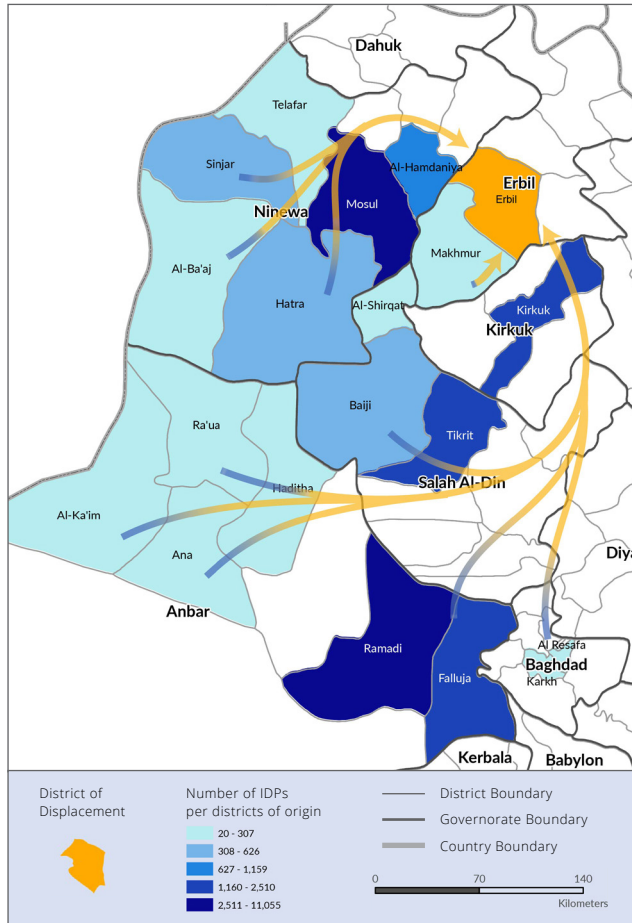 Dahuk
Telafar
Sinjar
Al-Hamdaniya
Erbil
Erbil
Mosul
Ninewa
Makhmur
Al-Ba'aj
Hatra
Al-Shirqat
Kirkuk
Kirkuk
Baiji
Ra'ua
Tikrit
Haditha
Salah Al-Din
Al-Ka'im
Ana
Diya
Anbar
Al Resafa
Ramadi
Baghdad
Falluja
Karkh
Kerbala
Babylon
District of
Displacement
Number of IDPs
per districts of origin
20 - 307
308 - 626
627 - 1,159
1,160 - 2,510
2,511 - 11,055
District Boundary
Governorate Boundary
Country Boundary
0 70 140
Kilometers